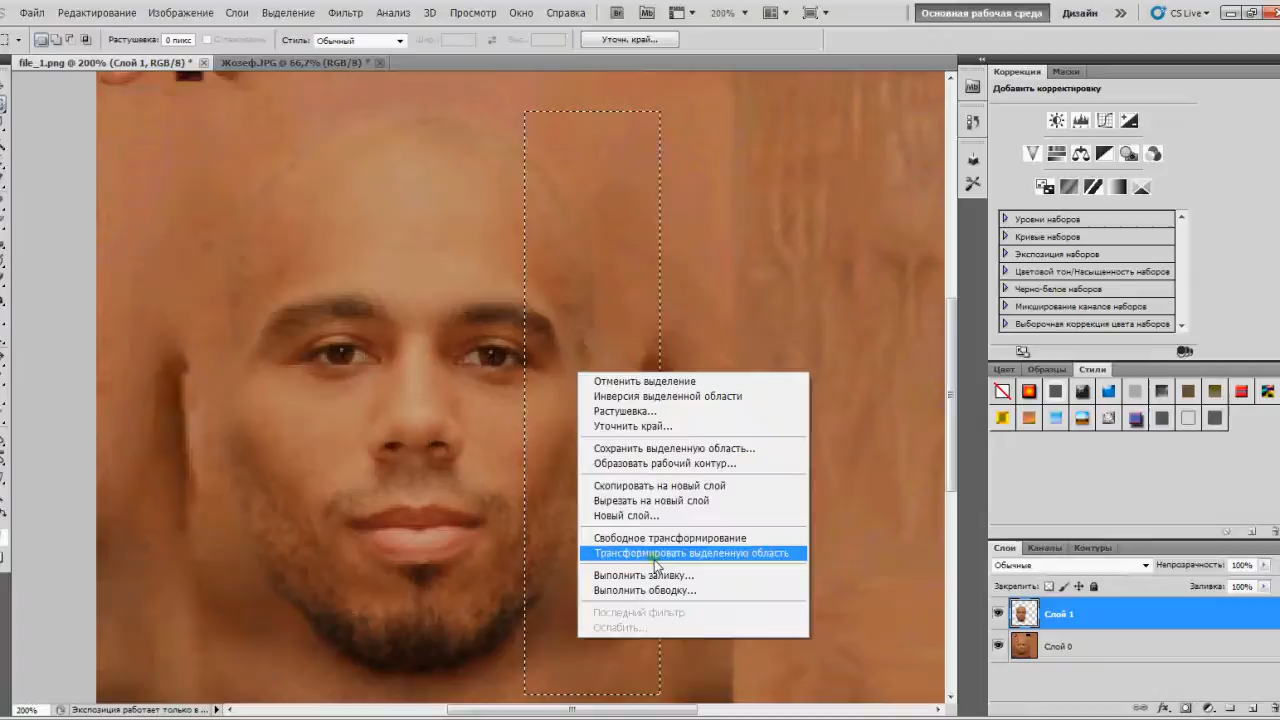 Файл Редактирование Изображение Слои Выделение Фильтр Анализ 3D Просмотр Окно Справка Br Mb 200% Основная рабочая среда Дизайн CS Live
Растушевка: 0 пикс Сглаживание Стиль: Обычный Шир.: Выс.: Уточн. край...
file_1.png @ 200% (Слой 1, RGB/8) * Жозеф.JPG @ 66,7% (RGB/8) *
Коррекция Маски
Добавить корректировку
Mb
Уровни наборов
Кривые наборов
Экспозиция наборов
Цветовой тон/Насыщенность наборов
Черно-белое наборов
Микширование каналов наборов
Выборочная коррекция цвета наборов
Цвет Образцы Стили
Отменить выделение
Инверсия выделенной области
Растушевка...
Уточнить край...
Сохранить выделенную область...
Образовать рабочий контур...
Скопировать на новый слой
Вырезать на новый слой
Новый слой...
Свободное трансформирование
Трансформировать выделенную область
Выполнить заливку...
Выполнить обводку...
Последний фильтр
Ослабить...
Слои Каналы Контуры
Обычные Непрозрачность: 100%
Закрепить: Заливка: 100%
Слой 1
Слой 0
200% Экспозиция работает только в ...